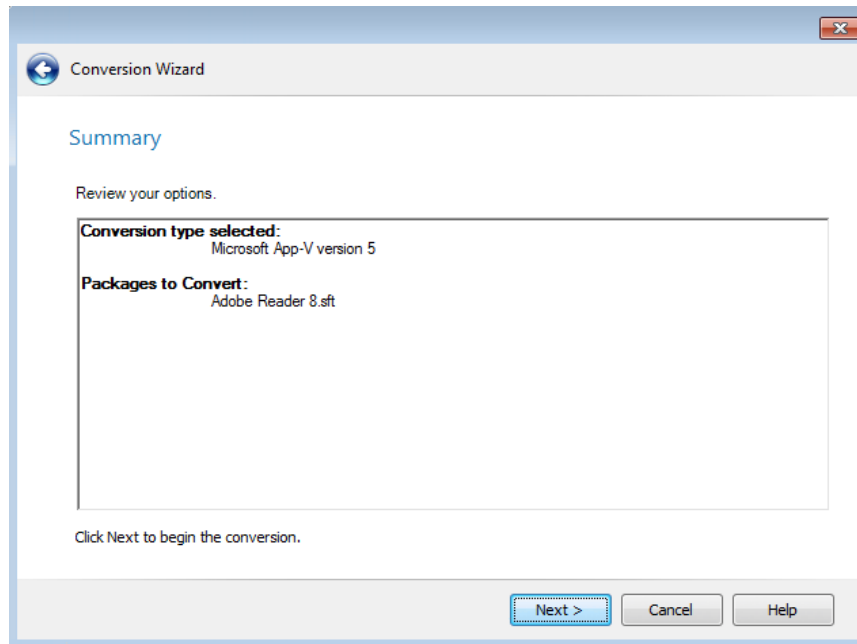 Conversion Wizard
Summary
Review your options.
Conversion type selected:
Microsoft App-V version 5
Packages to Convert:
Adobe Reader 8.sft
Click Next to begin the conversion.
Next >
Cancel
Help